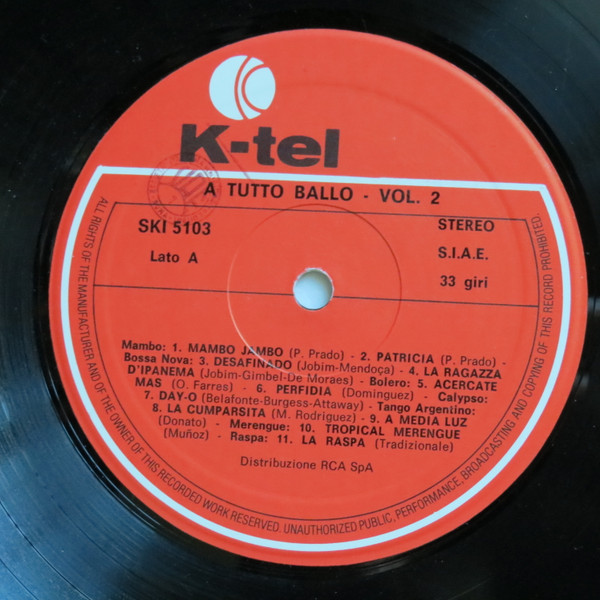 K-tel
A TUTTO BALLO - VOL. 2
SKI 5103
STEREO
Lato A
S.I.A.E.
33 giri
Mambo: 1. MAMBO JAMBO (P. Prado) - 2. PATRICIA (P. Prado) -
Bossa Nova: 3. DESAFINADO (Jobim-Mendoça) - 4. LA RAGAZZA
D'IPANEMA (Jobim-Gimbel-De Moraes) - Bolero: 5. ACERCATE
MAS (O. Farres) - 6. PERFIDIA (Dominguez) - Calypso:
7. DAY-O (Belafonte-Burgess-Attaway) - Tango Argentino:
8. LA CUMPARSITA (M. Rodriguez) - 9. A MEDIA LUZ
(Donato) - Merengue: 10. TROPICAL MERENGUE
(Muñoz) - Raspa: 11. LA RASPA (Tradizionale)
Distribuzione RCA SpA
ALL RIGHTS OF THE MANUFACTURER AND OF THE OWNER OF THIS RECORDED WORK RESERVED. UNAUTHORIZED PUBLIC, PERFORMANCE, BROADCASTING AND COPYING OF THIS RECORD PROHIBITED.